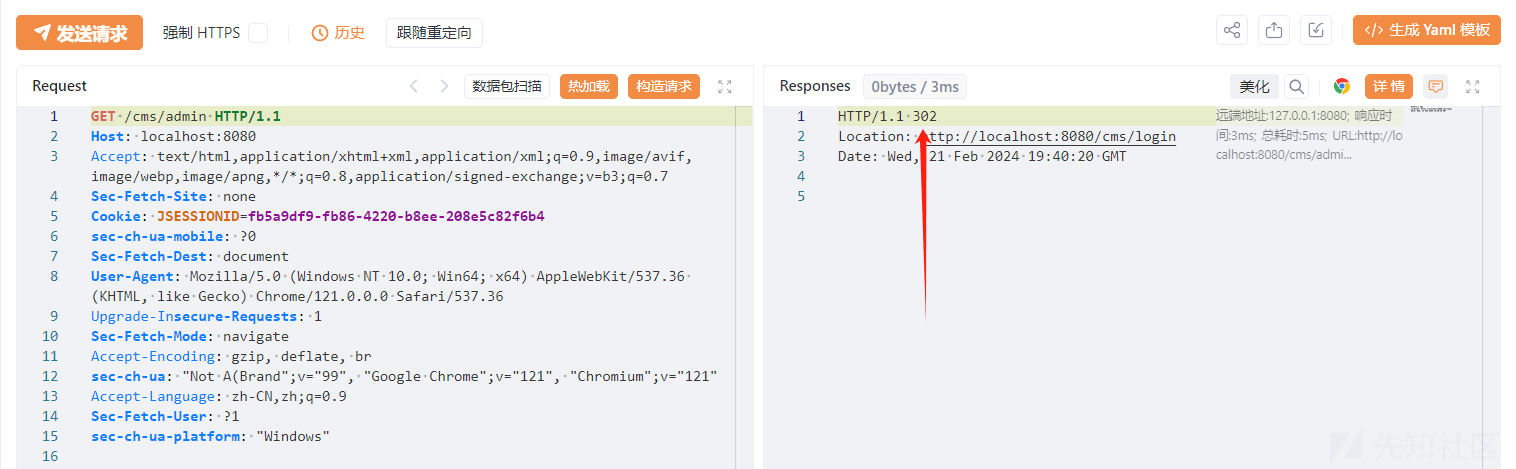 发送请求 强制 HTTPS 历史 跟随重定向 </> 生成 Yaml 模板
Request 数据包扫描 热加载 构造请求
1 GET /cms/admin HTTP/1.1
2 Host: localhost:8080
3 Accept: text/html,application/xhtml+xml,application/xml;q=0.9,image/avif,
image/webp,image/apng,*/*;q=0.8,application/signed-exchange;v=b3;q=0.7
4 Sec-Fetch-Site: none
5 Cookie: JSESSIONID=fb5a9df9-fb86-4220-b8ee-208e5c82f6b4
6 sec-ch-ua-mobile: ?0
7 Sec-Fetch-Dest: document
8 User-Agent: Mozilla/5.0 (Windows NT 10.0; Win64; x64) AppleWebKit/537.36
(KHTML, like Gecko) Chrome/121.0.0.0 Safari/537.36
9 Upgrade-Insecure-Requests: 1
10 Sec-Fetch-Mode: navigate
11 Accept-Encoding: gzip, deflate, br
12 sec-ch-ua: "Not A(Brand";v="99", "Google Chrome";v="121", "Chromium";v="121"
13 Accept-Language: zh-CN,zh;q=0.9
14 Sec-Fetch-User: ?1
15 sec-ch-ua-platform: "Windows"
16
Responses 0bytes / 3ms 美化 详情
1 HTTP/1.1 302
2 Location: http://localhost:8080/cms/login
3 Date: Wed, 21 Feb 2024 19:40:20 GMT
4
5
远端地址:127.0.0.1:8080; 响应时
间:3ms; 总耗时:5ms; URL:http://lo
calhost:8080/cms/admi...
先知社区